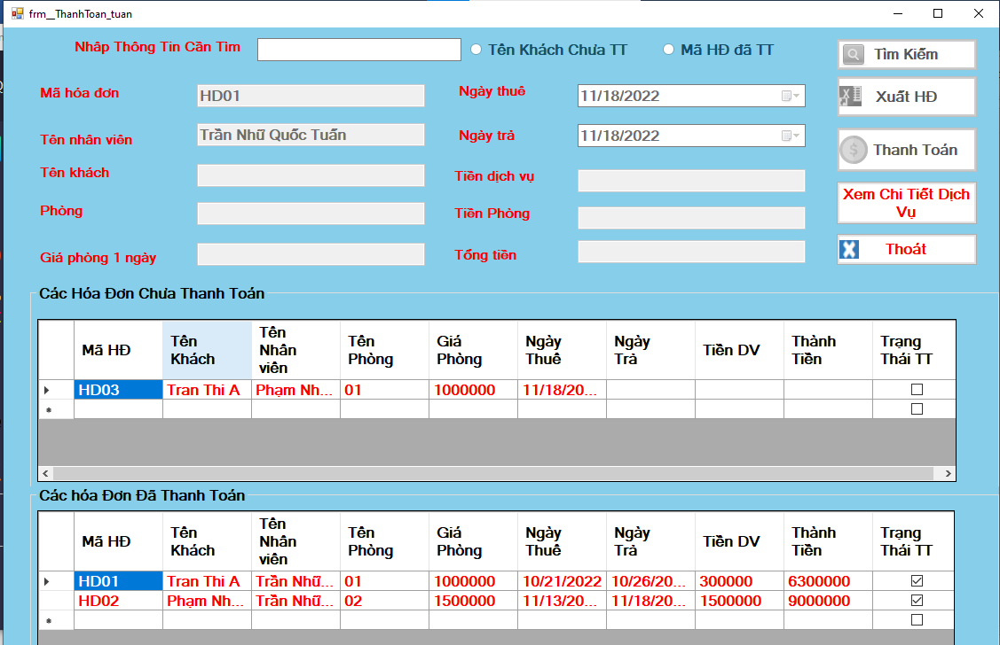 frm__ThanhToan_tuan
Nhập Thông Tin Cần Tìm
Tên Khách Chưa TT
Mã HĐ đã TT
Tìm Kiếm
Mã hóa đơn
HD01
Ngày thuê
11/18/2022
Xuất HĐ
Tên nhân viên
Trần Nhữ Quốc Tuấn
Ngày trả
11/18/2022
Thanh Toán
Tên khách
Tiền dịch vụ
Xem Chi Tiết Dịch
Vụ
Phòng
Tiền Phòng
Giá phòng 1 ngày
Tổng tiền
Thoát
Các Hóa Đơn Chưa Thanh Toán
Mã HĐ
Tên
Khách
Tên
Nhân
viên
Tên
Phòng
Giá
Phòng
Ngày
Thuê
Ngày
Trả
Tiền DV
Thành
Tiền
Trạng
Thái TT
HD03 Tran Thi A Phạm Nh... 01 1000000 11/18/20...
Các hóa Đơn Đã Thanh Toán
Mã HĐ
Tên
Khách
Tên
Nhân
viên
Tên
Phòng
Giá
Phòng
Ngày
Thuê
Ngày
Trả
Tiền DV
Thành
Tiền
Trạng
Thái TT
HD01 Tran Thi A Trần Nhữ... 01 1000000 10/21/2022 10/26/20... 300000 6300000
HD02 Phạm Nh... Trần Nhữ... 02 1500000 11/13/20... 11/18/20... 1500000 9000000